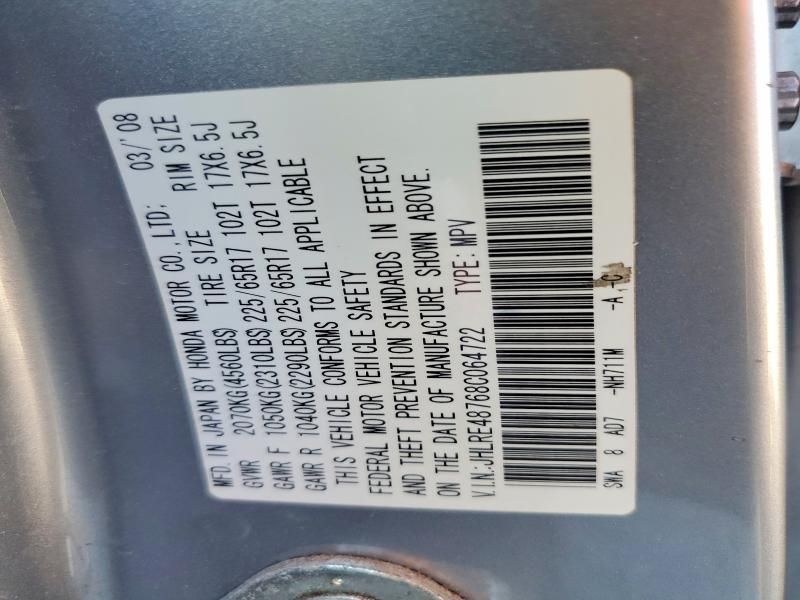 MFD. IN JAPAN BY HONDA MOTOR CO., LTD; 03/'08
GVWR 2070KG(4560LBS) TIRE SIZE RIM SIZE
GAWR F 1050KG(2310LBS) 225/65R17 102T 17X6.5J
GAWR R 1040KG(2290LBS) 225/65R17 102T 17X6.5J
THIS VEHICLE CONFORMS TO ALL APPLICABLE
FEDERAL MOTOR VEHICLE SAFETY
AND THEFT PREVENTION STANDARDS IN EFFECT
ON THE DATE OF MANUFACTURE SHOWN ABOVE.
V.I.N:JHLRE48768C064722 TYPE: MPV
SWA 8 AD7 -NH711M -A,-C